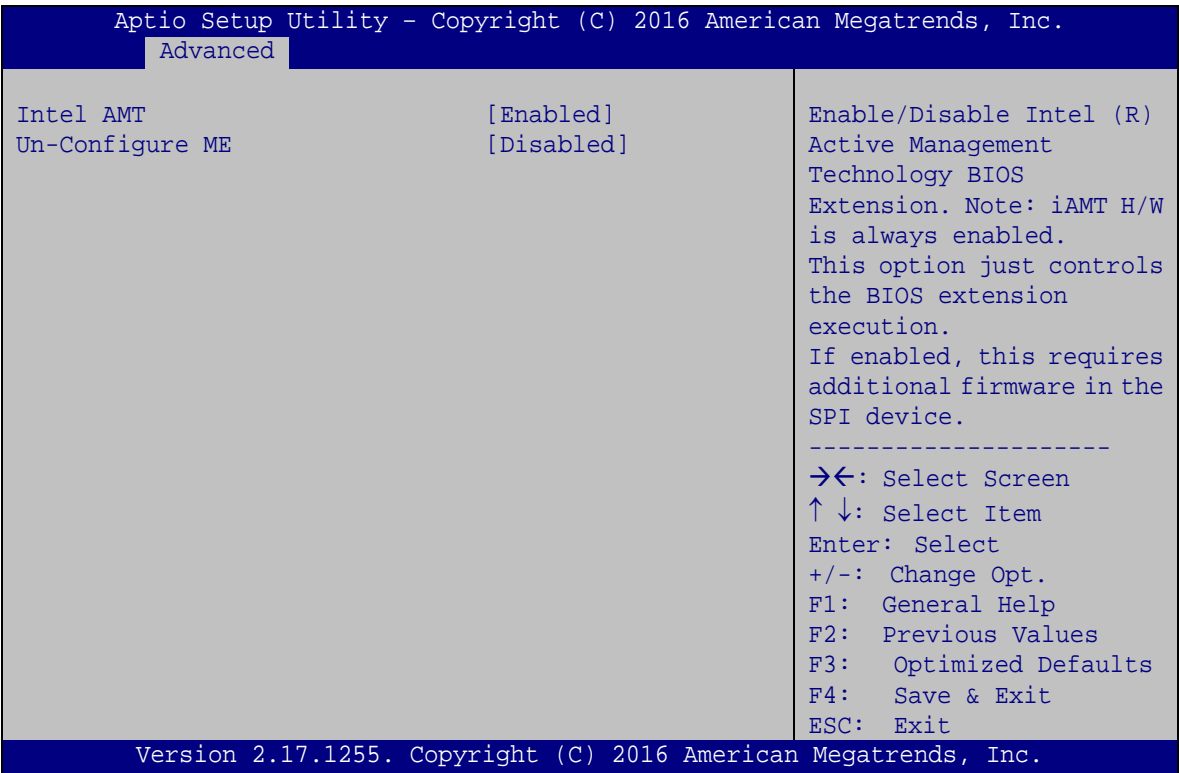 Aptio Setup Utility – Copyright (C) 2016 American Megatrends, Inc.
Advanced
Intel AMT [Enabled]
Un-Configure ME [Disabled]
Enable/Disable Intel (R)
Active Management
Technology BIOS
Extension. Note: iAMT H/W
is always enabled.
This option just controls
the BIOS extension
execution.
If enabled, this requires
additional firmware in the
SPI device.
---------------------
→←: Select Screen
↑ ↓: Select Item
Enter: Select
+/-: Change Opt.
F1: General Help
F2: Previous Values
F3: Optimized Defaults
F4: Save & Exit
ESC: Exit
Version 2.17.1255. Copyright (C) 2016 American Megatrends, Inc.